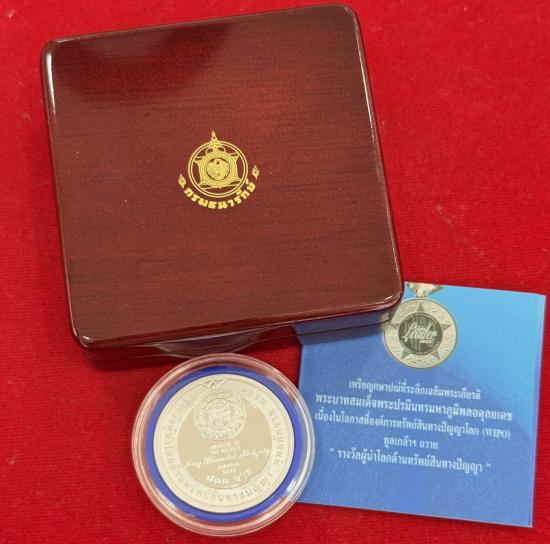 กรมธนารักษ์
Leader
เหรียญกษาปณ์ที่ระลึกเฉลิมพระเกียรติ
พระบาทสมเด็จพระปรมินทรมหาภูมิพลอดุลยเดช
เนื่องในโอกาสที่องค์การทรัพย์สินทางปัญญาโลก (WIPO)
ทูลเกล้าฯ ถวาย
" รางวัลผู้นำโลกด้านทรัพย์สินทางปัญญา "
HIS MAJESTY
King Bhumibol Adulyadej